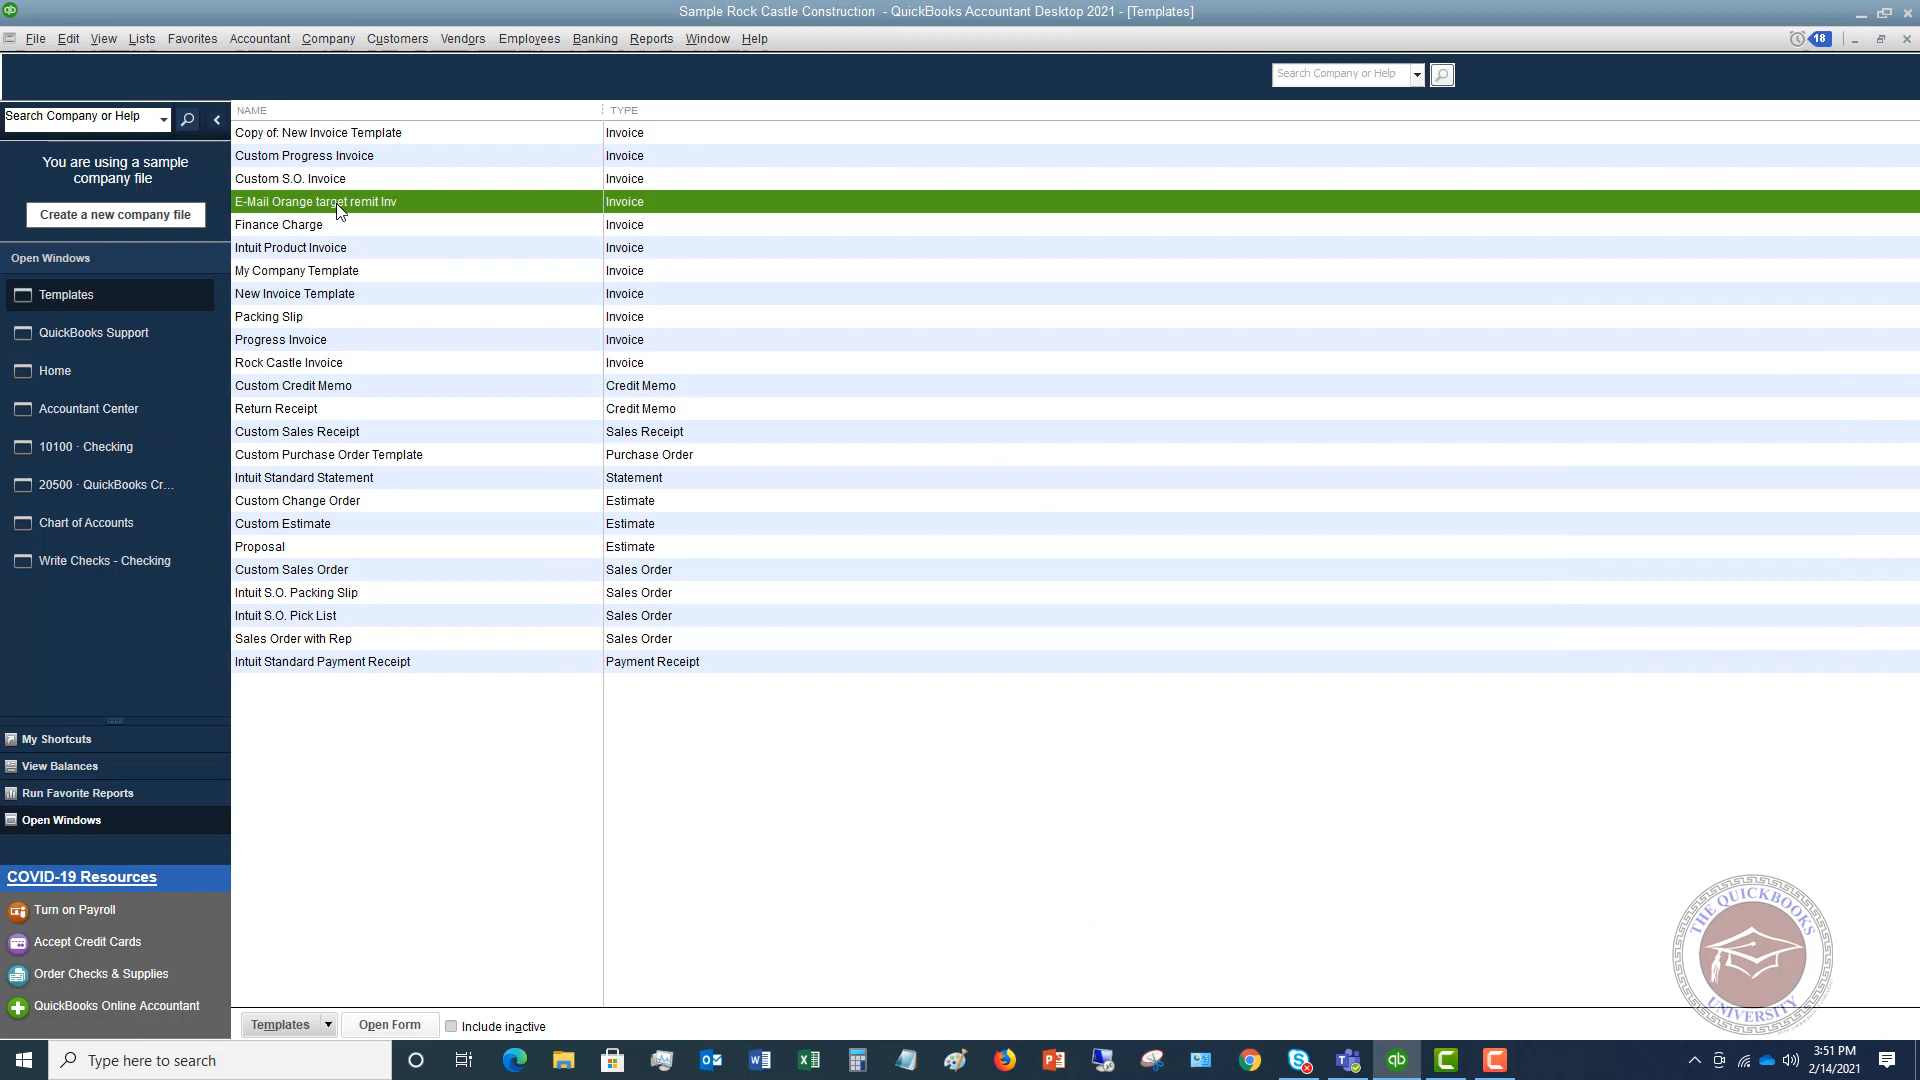 Sample Rock Castle Construction - QuickBooks Accountant Desktop 2021 - [Templates]
File Edit View Lists Favorites Accountant Company Customers Vendors Employees Banking Reports Window Help
18
Search Company or Help
Search Company or Help
You are using a sample
company file
Create a new company file
Open Windows
Templates
QuickBooks Support
Home
Accountant Center
10100 · Checking
20500 · QuickBooks Cr...
Chart of Accounts
Write Checks - Checking
My Shortcuts
View Balances
Run Favorite Reports
Open Windows
COVID-19 Resources
Turn on Payroll
Accept Credit Cards
Order Checks & Supplies
QuickBooks Online Accountant
NAME TYPE
Copy of: New Invoice Template Invoice
Custom Progress Invoice Invoice
Custom S.O. Invoice Invoice
E-Mail Orange target remit Inv Invoice
Finance Charge Invoice
Intuit Product Invoice Invoice
My Company Template Invoice
New Invoice Template Invoice
Packing Slip Invoice
Progress Invoice Invoice
Rock Castle Invoice Invoice
Custom Credit Memo Credit Memo
Return Receipt Credit Memo
Custom Sales Receipt Sales Receipt
Custom Purchase Order Template Purchase Order
Intuit Standard Statement Statement
Custom Change Order Estimate
Custom Estimate Estimate
Proposal Estimate
Custom Sales Order Sales Order
Intuit S.O. Packing Slip Sales Order
Intuit S.O. Pick List Sales Order
Sales Order with Rep Sales Order
Intuit Standard Payment Receipt Payment Receipt
Templates Open Form Include inactive
THE QUICKBOOKS
UNIVERSITY
Type here to search
3:51 PM
2/14/2021